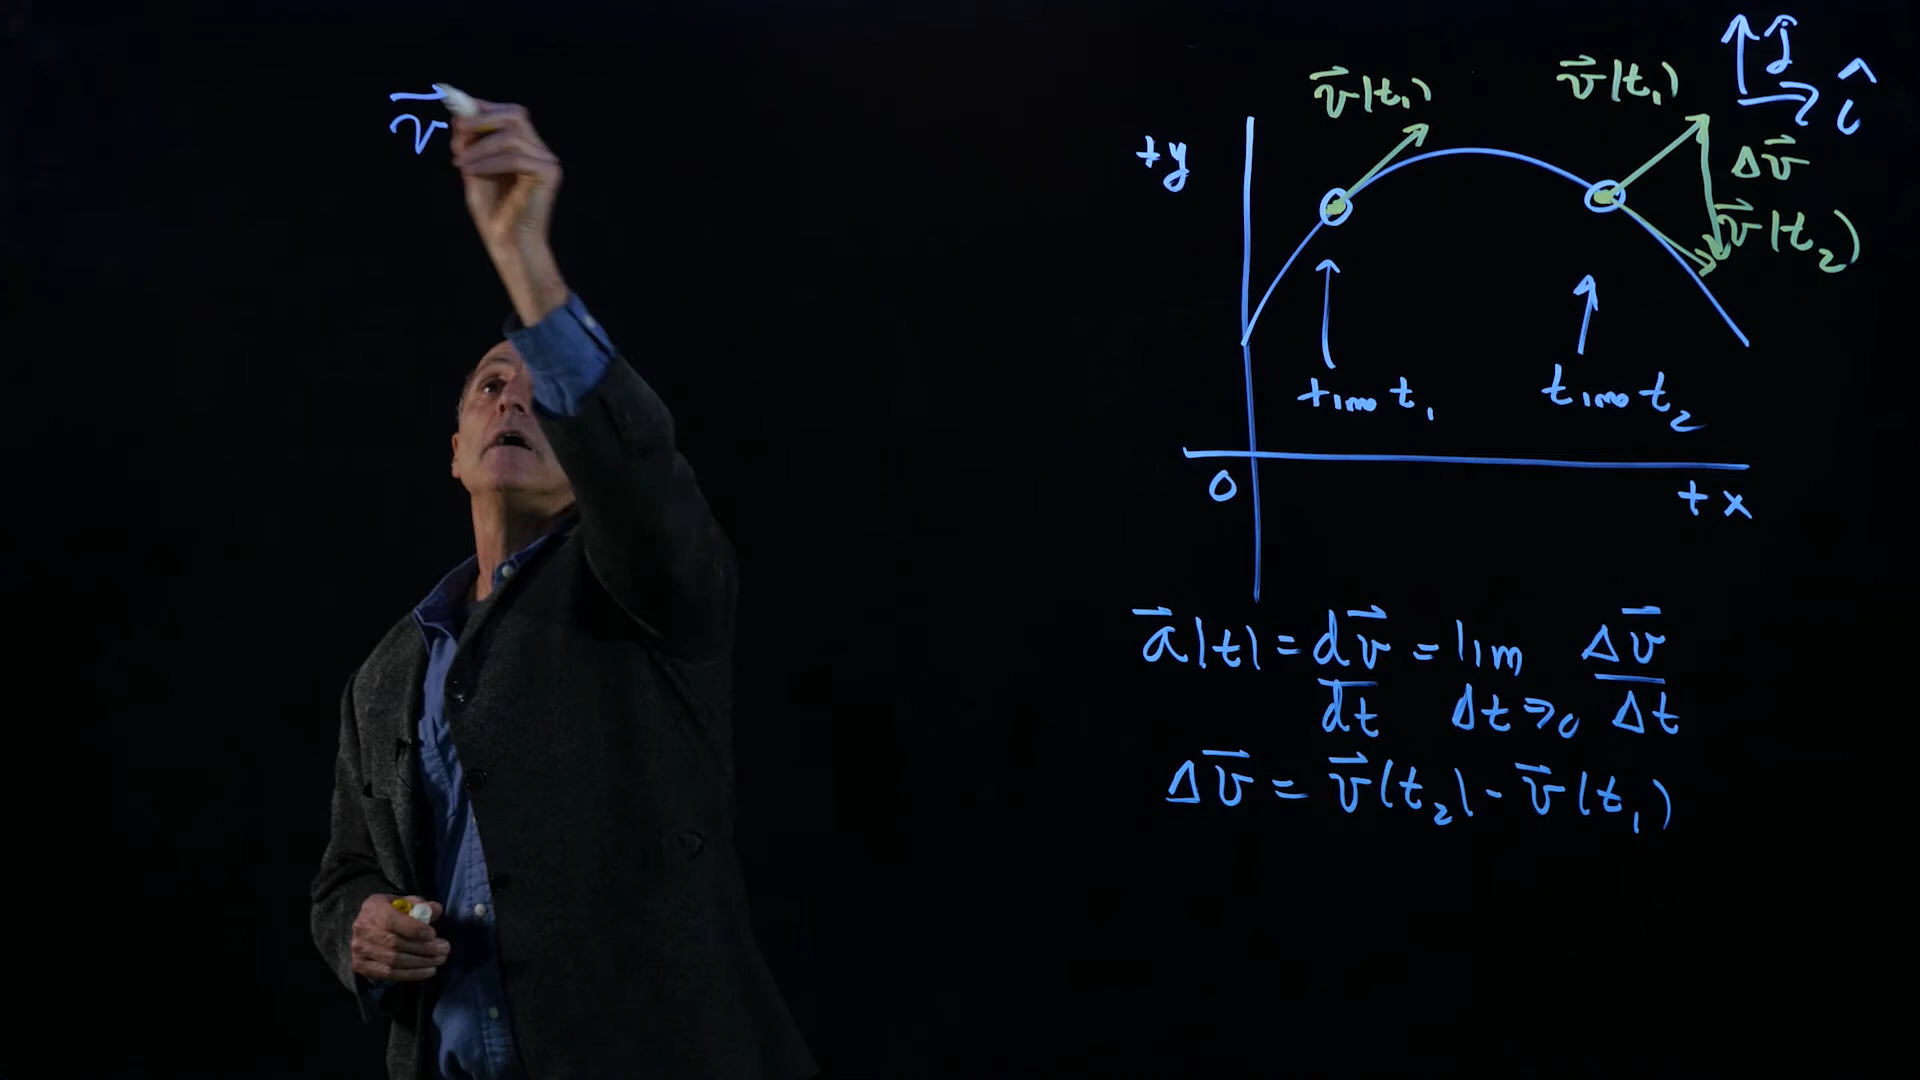 v⃗
ĵ
î
v⃗(t₁)
v⃗(t₁)
Δv⃗
v⃗(t₂)
+y
time t₁
time t₂
0
+x
a⃗(t) = dv⃗/dt = lim Δt→0 Δv⃗/Δt
Δv⃗ = v⃗(t₂) - v⃗(t₁)